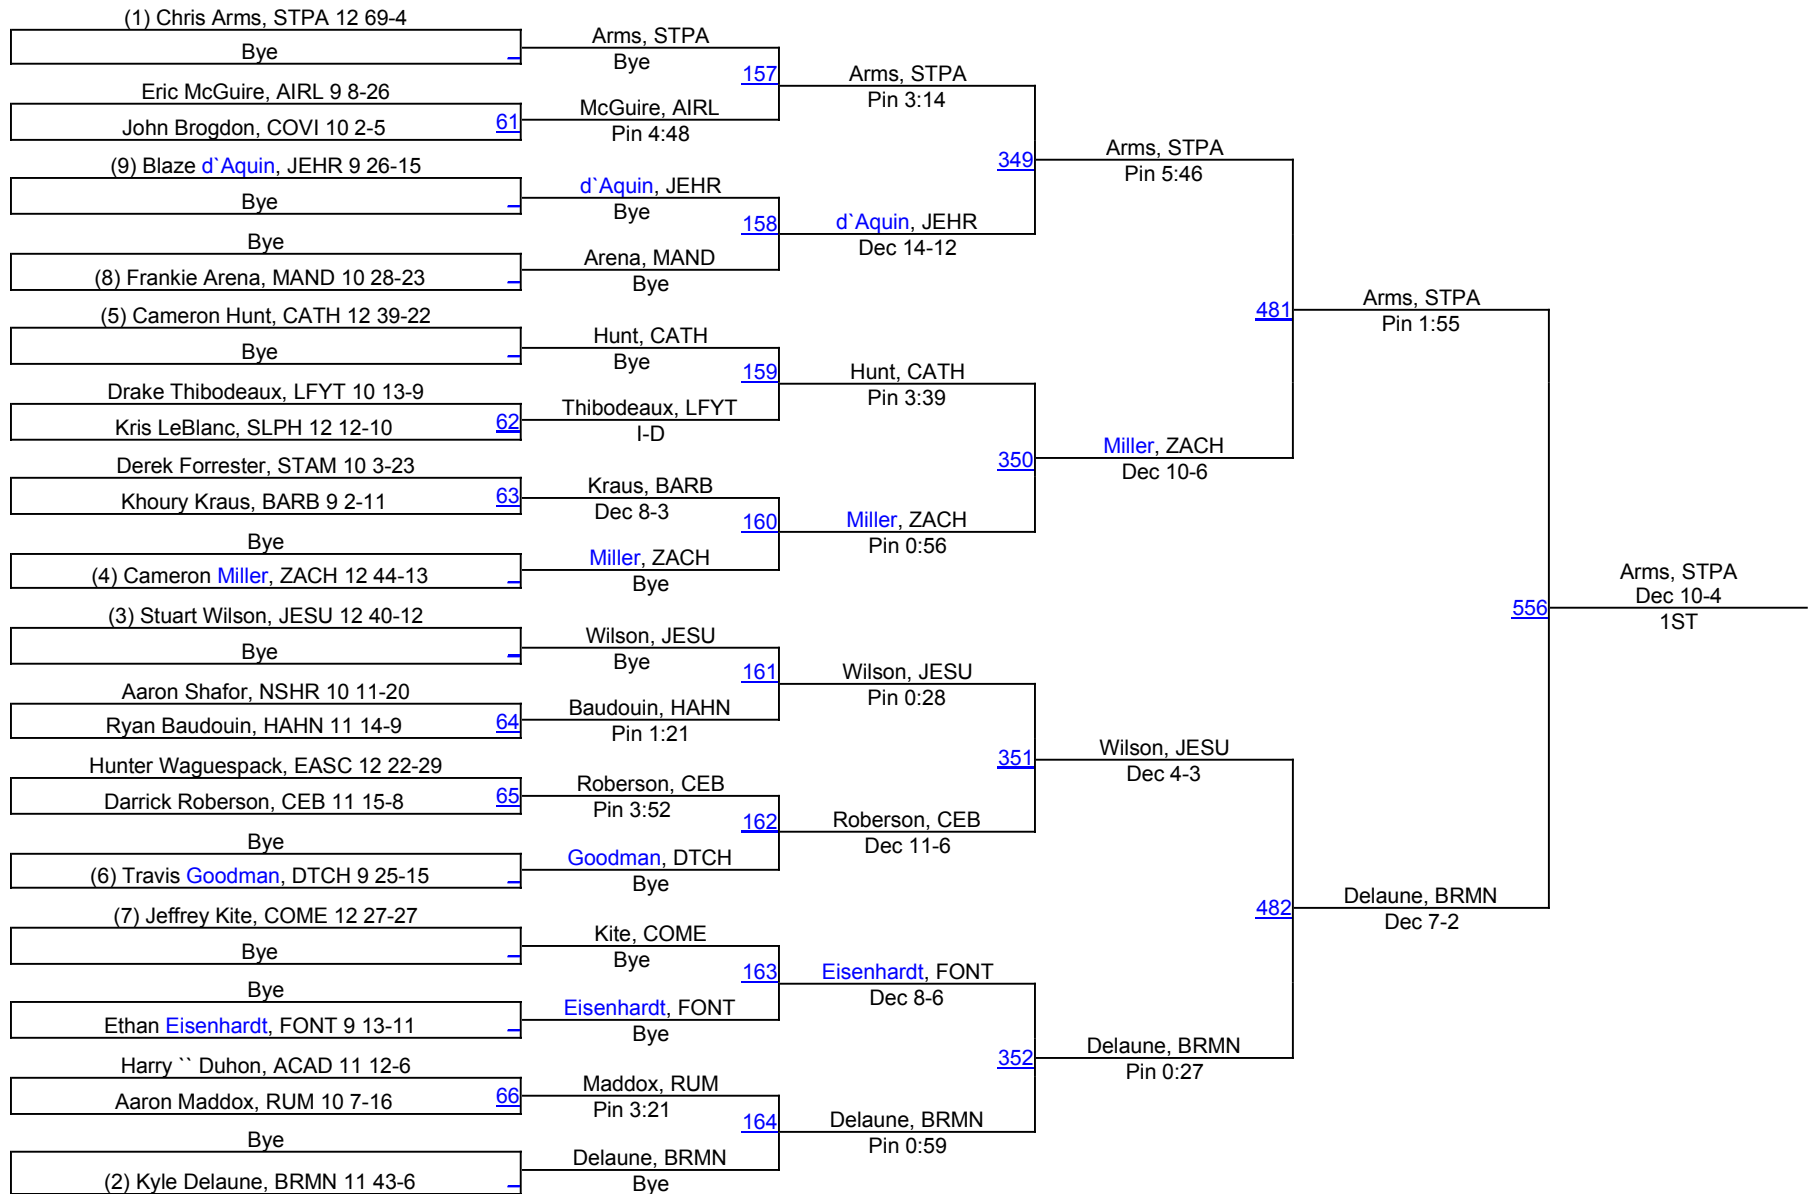 (1) Chris Arms, STPA 12 69-4
Bye
Eric McGuire, AIRL 9 8-26
John Brogdon, COVI 10 2-5
61
(9) Blaze d`Aquin, JEHR 9 26-15
Bye
Bye
(8) Frankie Arena, MAND 10 28-23
(5) Cameron Hunt, CATH 12 39-22
Bye
Drake Thibodeaux, LFYT 10 13-9
Kris LeBlanc, SLPH 12 12-10
62
Derek Forrester, STAM 10 3-23
Khoury Kraus, BARB 9 2-11
63
Bye
(4) Cameron Miller, ZACH 12 44-13
(3) Stuart Wilson, JESU 12 40-12
Bye
Aaron Shafor, NSHR 10 11-20
Ryan Baudouin, HAHN 11 14-9
64
Hunter Waguespack, EASC 12 22-29
Darrick Roberson, CEB 11 15-8
65
Bye
(6) Travis Goodman, DTCH 9 25-15
(7) Jeffrey Kite, COME 12 27-27
Bye
Bye
Ethan Eisenhardt, FONT 9 13-11
Harry `` Duhon, ACAD 11 12-6
Aaron Maddox, RUM 10 7-16
66
Bye
(2) Kyle Delaune, BRMN 11 43-6
Arms, STPA
Bye
157
McGuire, AIRL
Pin 4:48
d`Aquin, JEHR
Bye
158
Arena, MAND
Bye
Hunt, CATH
Bye
159
Thibodeaux, LFYT
I-D
Kraus, BARB
Dec 8-3
160
Miller, ZACH
Bye
Wilson, JESU
Bye
161
Baudouin, HAHN
Pin 1:21
Roberson, CEB
Pin 3:52
162
Goodman, DTCH
Bye
Kite, COME
Bye
163
Eisenhardt, FONT
Bye
Maddox, RUM
Pin 3:21
164
Delaune, BRMN
Bye
Arms, STPA
Pin 3:14
349
d`Aquin, JEHR
Dec 14-12
Hunt, CATH
Pin 3:39
350
Miller, ZACH
Pin 0:56
Wilson, JESU
Pin 0:28
351
Roberson, CEB
Dec 11-6
Eisenhardt, FONT
Dec 8-6
352
Delaune, BRMN
Pin 0:59
Arms, STPA
Pin 5:46
481
Miller, ZACH
Dec 10-6
Wilson, JESU
Dec 4-3
482
Delaune, BRMN
Pin 0:27
Arms, STPA
Pin 1:55
556
Delaune, BRMN
Dec 7-2
Arms, STPA
Dec 10-4
1ST